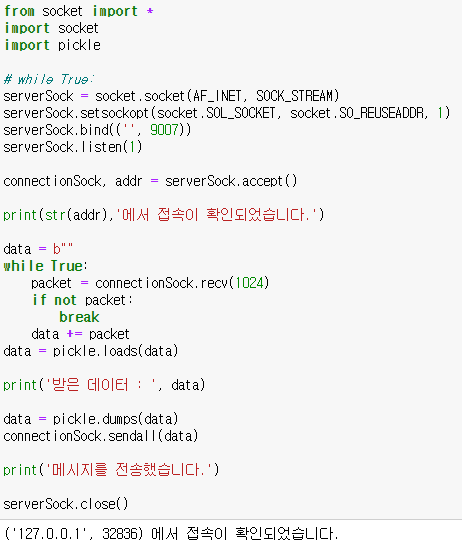 from socket import *
import socket
import pickle
# while True:
serverSock = socket.socket(AF_INET, SOCK_STREAM)
serverSock.setsockopt(socket.SOL_SOCKET, socket.SO_REUSEADDR, 1)
serverSock.bind(('', 9007))
serverSock.listen(1)
connectionSock, addr = serverSock.accept()
print(str(addr),'에서 접속이 확인되었습니다.')
data = b""
while True:
    packet = connectionSock.recv(1024)
    if not packet:
        break
    data += packet
data = pickle.loads(data)
print('받은 데이터 : ', data)
data = pickle.dumps(data)
connectionSock.sendall(data)
print('메시지를 전송했습니다.')
serverSock.close()
('127.0.0.1', 32836) 에서 접속이 확인되었습니다.